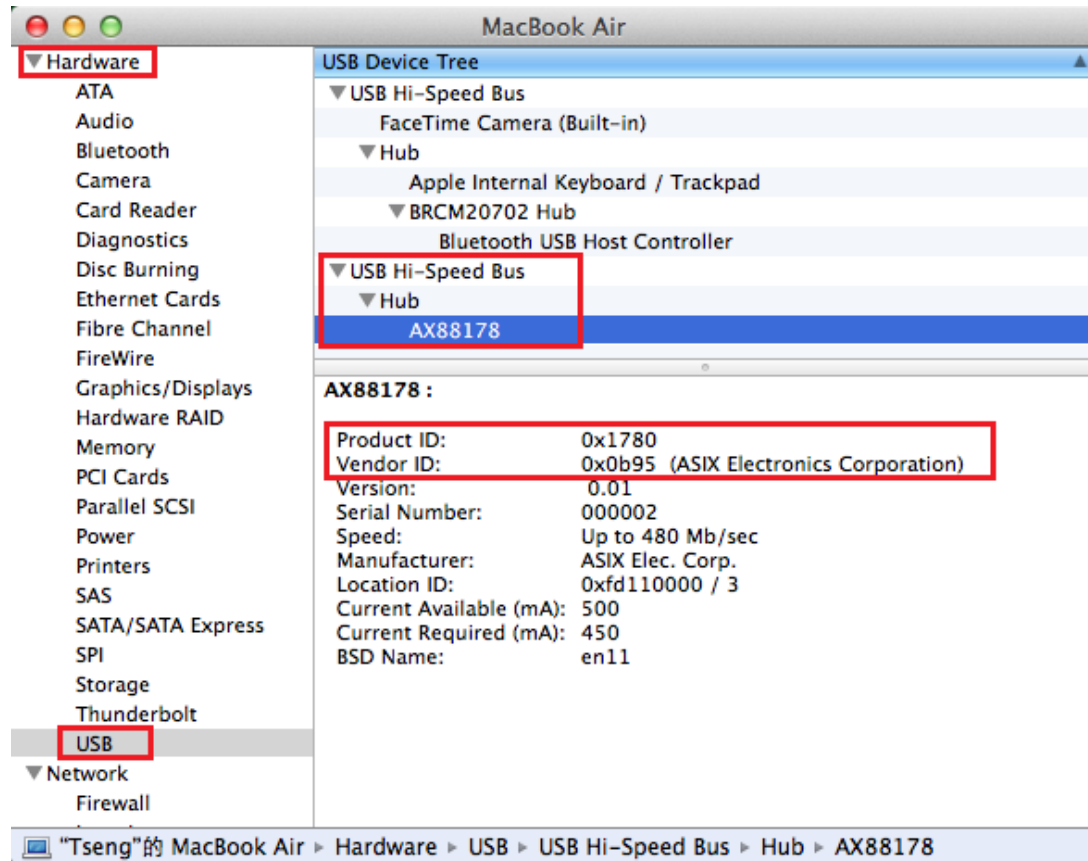 MacBook Air
Hardware
ATA
Audio
Bluetooth
Camera
Card Reader
Diagnostics
Disc Burning
Ethernet Cards
Fibre Channel
FireWire
Graphics/Displays
Hardware RAID
Memory
PCI Cards
Parallel SCSI
Power
Printers
SAS
SATA/SATA Express
SPI
Storage
Thunderbolt
USB
Network
Firewall
USB Device Tree
USB Hi-Speed Bus
FaceTime Camera (Built-in)
Hub
Apple Internal Keyboard / Trackpad
BRCM20702 Hub
Bluetooth USB Host Controller
USB Hi-Speed Bus
Hub
AX88178
AX88178 :
Product ID: 0x1780
Vendor ID: 0x0b95 (ASIX Electronics Corporation)
Version: 0.01
Serial Number: 000002
Speed: Up to 480 Mb/sec
Manufacturer: ASIX Elec. Corp.
Location ID: 0xfd110000 / 3
Current Available (mA): 500
Current Required (mA): 450
BSD Name: en11
“Tseng”的 MacBook Air ▸ Hardware ▸ USB ▸ USB Hi-Speed Bus ▸ Hub ▸ AX88178